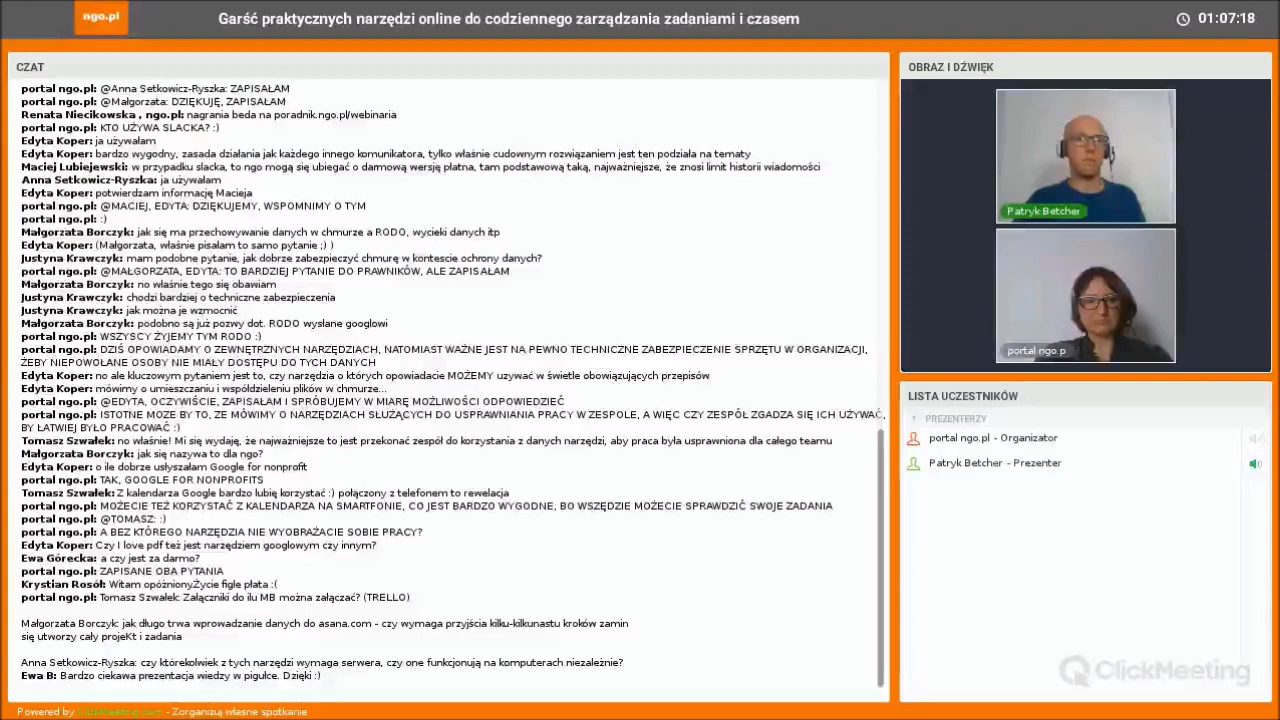 ngo.pl
Garść praktycznych narzędzi online do codziennego zarządzania zadaniami i czasem
01:07:18
CZAT
portal ngo.pl: @Anna Setkowicz-Ryszka: ZAPISAŁAM
portal ngo.pl: @Małgorzata: DZIĘKUJĘ, ZAPISAŁAM
Renata Niecikowska , ngo.pl: nagrania beda na poradnik.ngo.pl/webinaria
portal ngo.pl: KTO UŻYWA SLACKA? :)
Edyta Koper: ja używałam
Edyta Koper: bardzo wygodny, zasada działania jak każdego innego komunikatora, tylko właśnie cudownym rozwiązaniem jest ten podziała na tematy
Maciej Lubiejewski: w przypadku slacka, to ngo mogą się ubiegać o darmową wersję płatna, tam podstawową taką, najważniejsze, że znosi limit historii wiadomości
Anna Setkowicz-Ryszka: ja używałam
Edyta Koper: potwierdzam informację Macieja
portal ngo.pl: @MACIEJ, EDYTA: DZIĘKUJEMY, WSPOMNIMY O TYM
portal ngo.pl: :)
Małgorzata Borczyk: jak się ma przechowywanie danych w chmurze a RODO, wycieki danych itp
Edyta Koper: (Małgorzata, właśnie pisałam to samo pytanie ;) )
Justyna Krawczyk: mam podobne pytanie, jak dobrze zabezpieczyć chmurę w kontescie ochrony danych?
portal ngo.pl: @MAŁGORZATA, EDYTA: TO BARDZIEJ PYTANIE DO PRAWNIKÓW, ALE ZAPISAŁAM
Małgorzata Borczyk: no właśnie tego się obawiam
Justyna Krawczyk: chodzi bardziej o techniczne zabezpieczenia
Justyna Krawczyk: jak można je wzmocnić
Małgorzata Borczyk: podobno są już pozwy dot. RODO wysłane googlowi
portal ngo.pl: WSZYSCY ŻYJEMY TYM RODO :)
portal ngo.pl: DZIŚ OPOWIADAMY O ZEWNĘTRZNYCH NARZĘDZIACH, NATOMIAST WAŻNE JEST NA PEWNO TECHNICZNE ZABEZPIECZENIE SPRZĘTU W ORGANIZACJI,
ŻEBY NIEPOWOŁANE OSOBY NIE MIAŁY DOSTĘPU DO TYCH DANYCH
Edyta Koper: no ale kluczowym pytaniem jest to, czy narzędzia o których opowiadacie MOŻEMY uzywać w świetle obowiązujących przepisów
Edyta Koper: mówimy o umieszczaniu i współdzieleniu plików w chmurze...
portal ngo.pl: @EDYTA, OCZYWIŚCIE, ZAPISAŁAM I SPRÓBUJEMY W MIARĘ MOŻLIWOŚCI ODPOWIEDZIEĆ
portal ngo.pl: ISTOTNE MOZE BY TO, ZE MÓWIMY O NARZĘDZIACH SŁUŻĄCYCH DO USPRAWNIANIA PRACY W ZESPOLE, A WIĘC CZY ZESPÓŁ ZGADZA SIĘ ICH UŻYWAĆ,
BY ŁATWIEJ BYŁO PRACOWAĆ :)
Tomasz Szwałek: no właśnie! Mi się wydaję, że najważniejsze to jest przekonać zespół do korzystania z danych narzędzi, aby praca była usprawniona dla całego teamu
Małgorzata Borczyk: jak się nazywa to dla ngo?
Edyta Koper: o ile dobrze usłyszałam Google for nonprofit
portal ngo.pl: TAK, GOOGLE FOR NONPROFITS
Tomasz Szwałek: Z kalendarza Google bardzo lubię korzystać :) połączony z telefonem to rewelacja
portal ngo.pl: MOŻECIE TEŻ KORZYSTAĆ Z KALENDARZA NA SMARTFONIE, CO JEST BARDZO WYGODNE, BO WSZĘDZIE MOŻECIE SPRAWDZIĆ SWOJE ZADANIA
portal ngo.pl: @TOMASZ: :)
portal ngo.pl: A BEZ KTÓREGO NARZĘDZIA NIE WYOBRAŻACIE SOBIE PRACY?
Edyta Koper: Czy I love pdf też jest narzędziem googlowym czy innym?
Ewa Górecka: a czy jest za darmo?
portal ngo.pl: ZAPISANE OBA PYTANIA
Krystian Rosół: Witam opóżnionyŻycie figle płata :(
portal ngo.pl: Tomasz Szwałek: Załączniki do ilu MB można załączać? (TRELLO)
Małgorzata Borczyk: jak długo trwa wprowadzanie danych do asana.com - czy wymaga przyjścia kilku-kilkunastu kroków zamin
się utworzy cały projeKt i zadania
Anna Setkowicz-Ryszka: czy którekolwiek z tych narzędzi wymaga serwera, czy one funkcjonują na komputerach niezależnie?
Ewa B: Bardzo ciekawa prezentacja wiedzy w pigułce. Dzięki :)
Powered by ClickMeeting.com - Zorganizuj własne spotkanie
OBRAZ I DŹWIĘK
Patryk Betcher
portal ngo.p
LISTA UCZESTNIKÓW
PREZENTERZY
portal ngo.pl - Organizator
Patryk Betcher - Prezenter
ClickMeeting